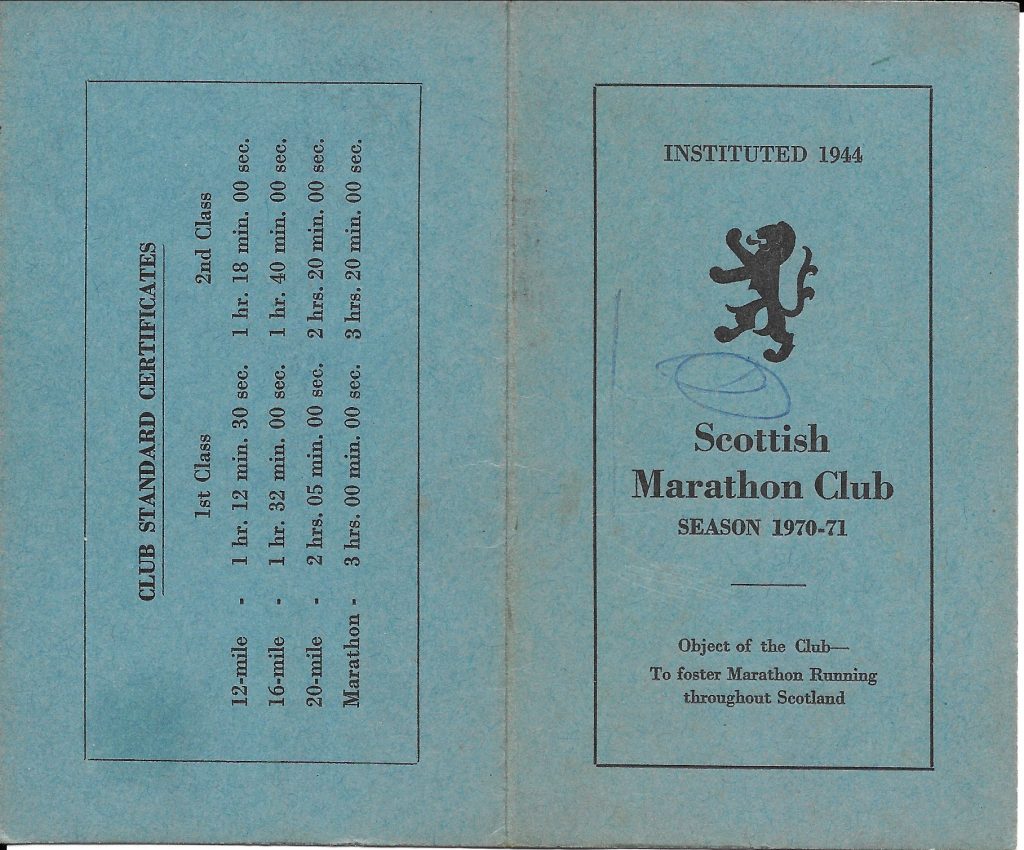 CLUB STANDARD CERTIFICATES
1st Class 2nd Class
12-mile - 1 hr. 12 min. 30 sec. 1 hr. 18 min. 00 sec.
16-mile - 1 hr. 32 min. 00 sec. 1 hr. 40 min. 00 sec.
20-mile - 2 hrs. 05 min. 00 sec. 2 hrs. 20 min. 00 sec.
Marathon - 3 hrs. 00 min. 00 sec. 3 hrs. 20 min. 00 sec.
INSTITUTED 1944
Scottish
Marathon Club
SEASON 1970-71
Object of the Club—
To foster Marathon Running
throughout Scotland